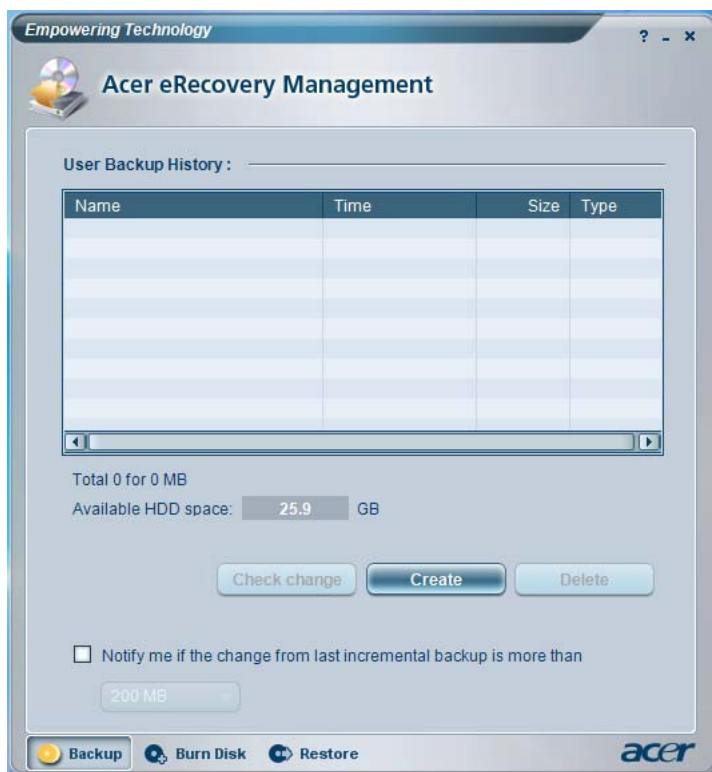 Empowering Technology
? - ×
Acer eRecovery Management
User Backup History :
Name Time Size Type
Total 0 for 0 MB
Available HDD space: 25.9 GB
Check change Create Delete
Notify me if the change from last incremental backup is more than
200 MB
Backup Burn Disk Restore acer